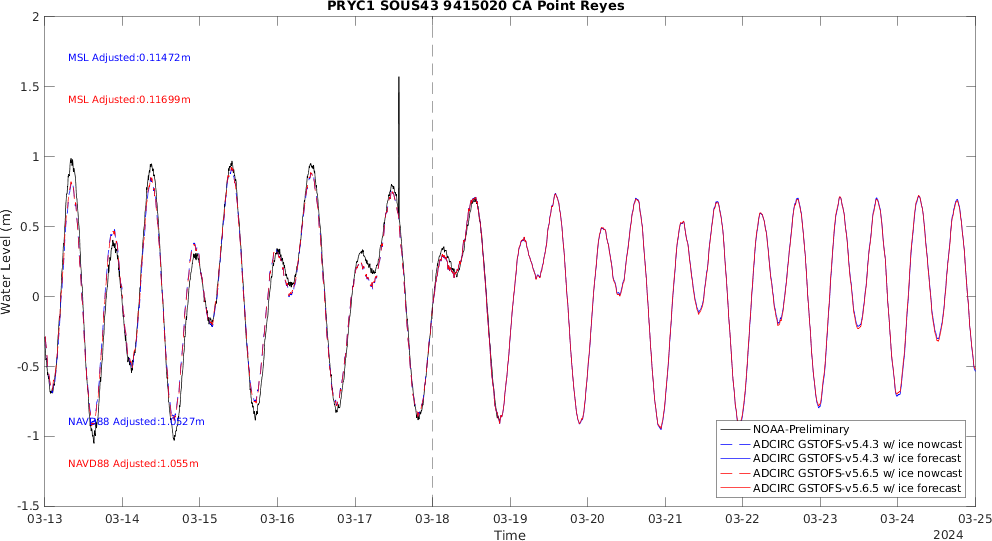 PRYC1 SOUS43 9415020 CA Point Reyes
Water Level (m)
2
1.5
1
0.5
0
-0.5
-1
-1.5
MSL Adjusted:0.11472m
MSL Adjusted:0.11699m
NAVD88 Adjusted:1.0527m
NAVD88 Adjusted:1.055m
NOAA-Preliminary
ADCIRC GSTOFS-v5.4.3 w/ ice nowcast
ADCIRC GSTOFS-v5.4.3 w/ ice forecast
ADCIRC GSTOFS-v5.6.5 w/ ice nowcast
ADCIRC GSTOFS-v5.6.5 w/ ice forecast
03-13 03-14 03-15 03-16 03-17 03-18 03-19 03-20 03-21 03-22 03-23 03-24 03-25
Time
2024